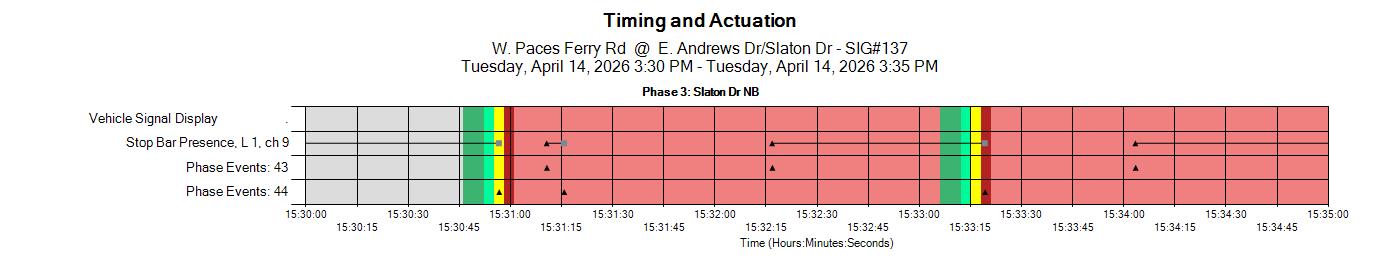 Timing and Actuation
W. Paces Ferry Rd @ E. Andrews Dr/Slaton Dr - SIG#137
Tuesday, April 14, 2026 3:30 PM - Tuesday, April 14, 2026 3:35 PM
Phase 3: Slaton Dr NB
Vehicle Signal Display .
Stop Bar Presence, L 1, ch 9
Phase Events: 43
Phase Events: 44
15:30:00 15:30:30 15:31:00 15:31:30 15:32:00 15:32:30 15:33:00 15:33:30 15:34:00 15:34:30 15:35:00
15:30:15 15:30:45 15:31:15 15:31:45 15:32:15 15:32:45 15:33:15 15:33:45 15:34:15 15:34:45
Time (Hours:Minutes:Seconds)